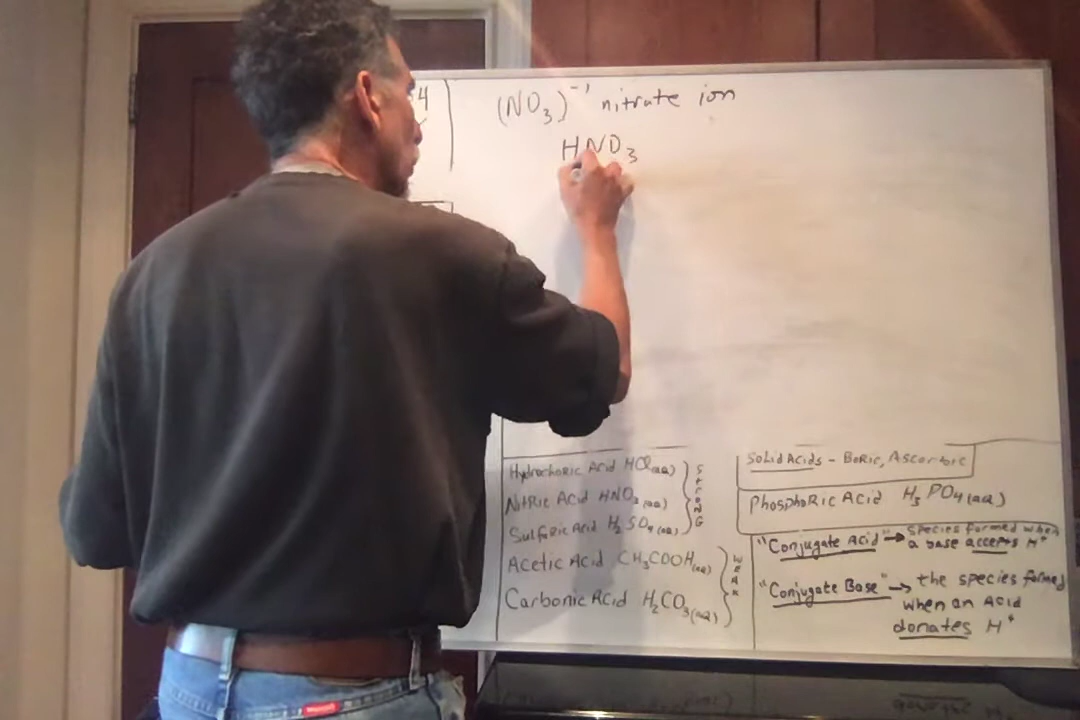 4
(NO3)⁻¹ nitrate ion
HNO3
Hydrochoric Acid HCl(aq)
Nitric Acid HNO3(aq)
Sulfuric Acid H2SO4(aq)
STRONG
Acetic Acid CH3COOH(aq)
Carbonic Acid H2CO3(aq)
WEAK
Solid Acids - Boric, Ascorbic
Phosphoric Acid H3PO4(aq)
"Conjugate Acid" → species formed when
a base accepts H⁺
"Conjugate Base" → the species formed
when an Acid
donates H⁺